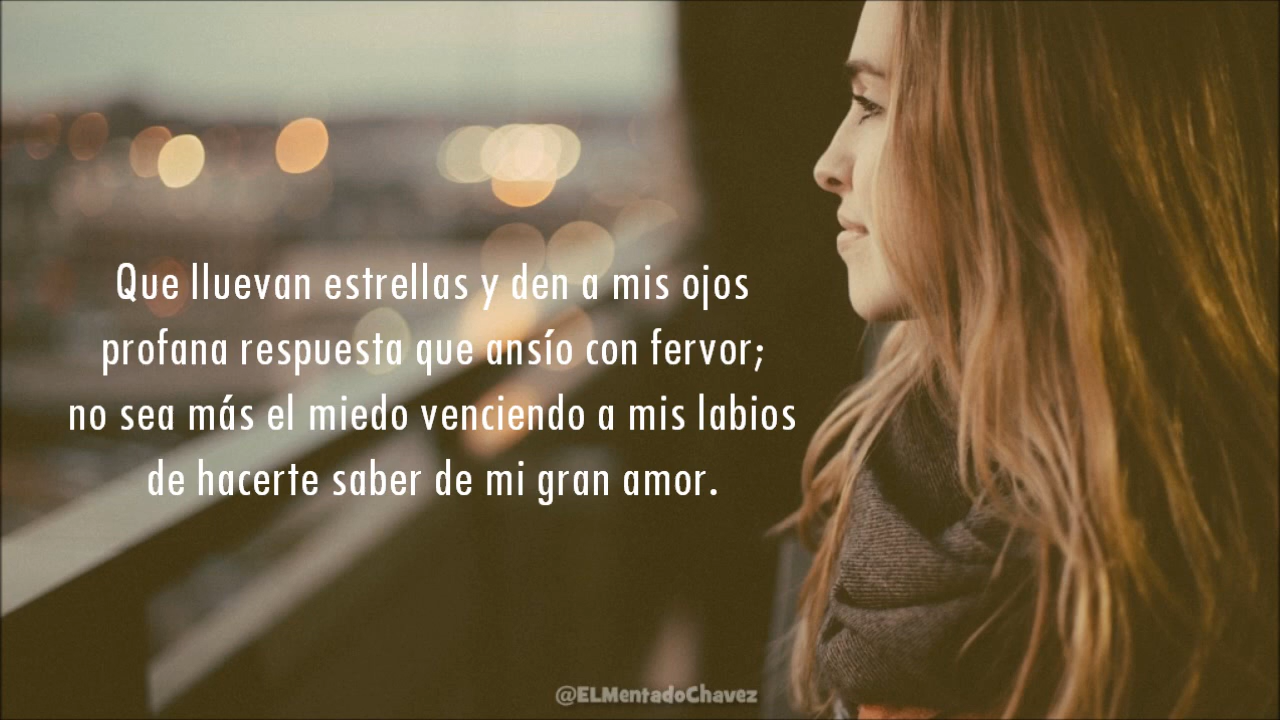 Que lluevan estrellas y den a mis ojos
profana respuesta que ansío con fervor;
no sea más el miedo venciendo a mis labios
de hacerte saber de mi gran amor.
@ELMentadoChavez